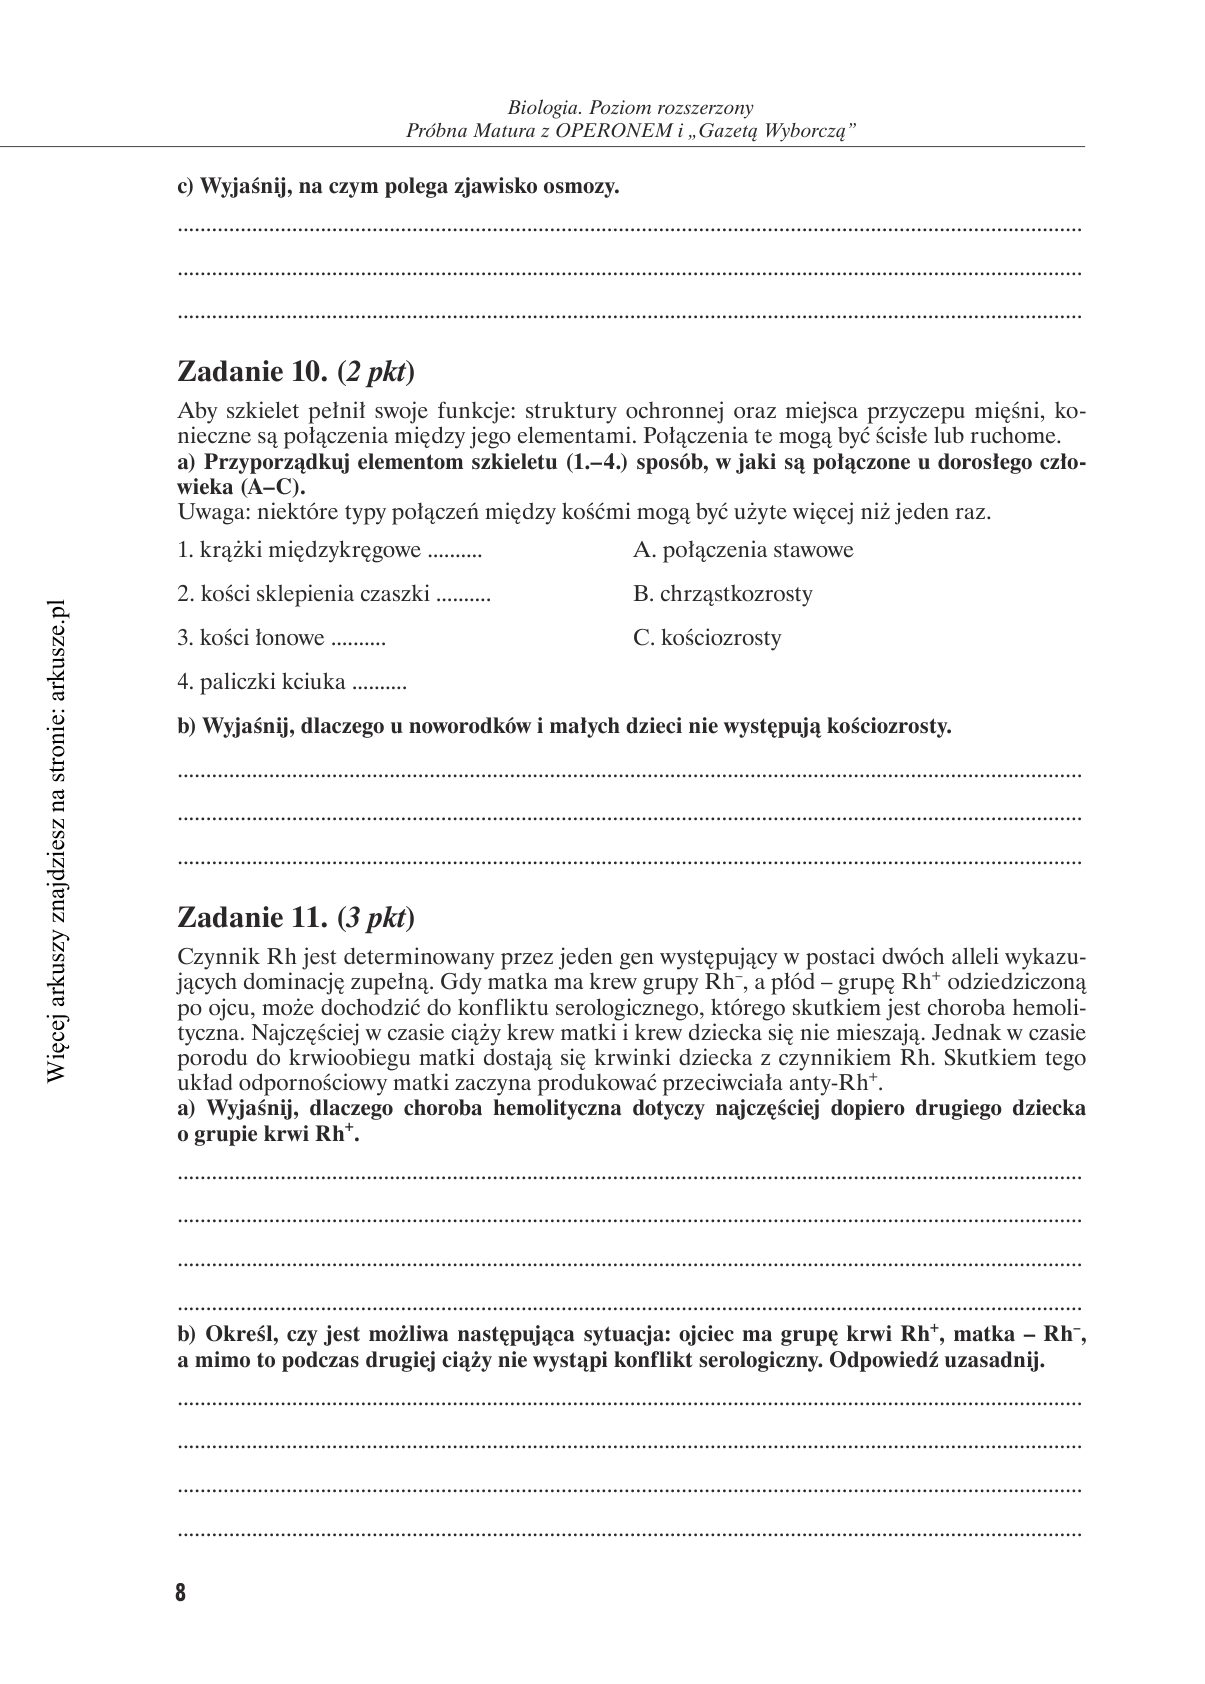 Biologia. Poziom rozszerzony
Próbna Matura z OPERONEM i „Gazetą Wyborczą”
c) Wyjaśnij, na czym polega zjawisko osmozy.
..........
..........
..........
Zadanie 10. (2 pkt)
Aby szkielet pełnił swoje funkcje: struktury ochronnej oraz miejsca przyczepu mięśni, ko-
nieczne są połączenia między jego elementami. Połączenia te mogą być ścisłe lub ruchome.
a) Przyporządkuj elementom szkieletu (1.–4.) sposób, w jaki są połączone u dorosłego czło-
wieka (A–C).
Uwaga: niektóre typy połączeń między kośćmi mogą być użyte więcej niż jeden raz.
1. krążki międzykręgowe .......... A. połączenia stawowe
2. kości sklepienia czaszki .......... B. chrząstkozrosty
3. kości łonowe .......... C. kościozrosty
4. paliczki kciuka ..........
b) Wyjaśnij, dlaczego u noworodków i małych dzieci nie występują kościozrosty.
..........
..........
..........
Zadanie 11. (3 pkt)
Czynnik Rh jest determinowany przez jeden gen występujący w postaci dwóch alleli wykazu-
jących dominację zupełną. Gdy matka ma krew grupy Rh⁻, a płód – grupę Rh⁺ odziedziczoną
po ojcu, może dochodzić do konfliktu serologicznego, którego skutkiem jest choroba hemoli-
tyczna. Najczęściej w czasie ciąży krew matki i krew dziecka się nie mieszają. Jednak w czasie
porodu do krwioobiegu matki dostają się krwinki dziecka z czynnikiem Rh. Skutkiem tego
układ odpornościowy matki zaczyna produkować przeciwciała anty-Rh⁺.
a) Wyjaśnij, dlaczego choroba hemolityczna dotyczy najczęściej dopiero drugiego dziecka
o grupie krwi Rh⁺.
..........
..........
..........
..........
b) Określ, czy jest możliwa następująca sytuacja: ojciec ma grupę krwi Rh⁺, matka – Rh⁻,
a mimo to podczas drugiej ciąży nie wystąpi konflikt serologiczny. Odpowiedź uzasadnij.
..........
..........
..........
..........
8
Więcej arkuszy znajdziesz na stronie: arkusze.pl